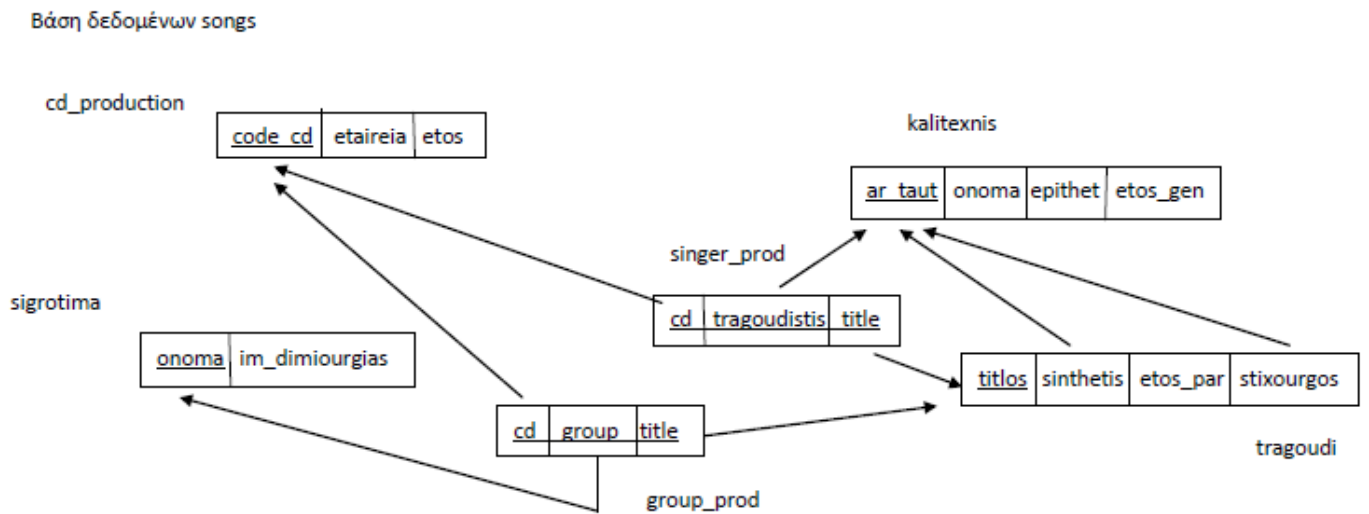 Βάση δεδομένων songs
cd_production
code_cd etaireia etos
kalitexnis
ar_taut onoma epithet etos_gen
singer_prod
cd tragoudistis title
sigrotima
onoma im_dimiourgias
titlos sinthetis etos_par stixourgos
tragoudi
cd group title
group_prod